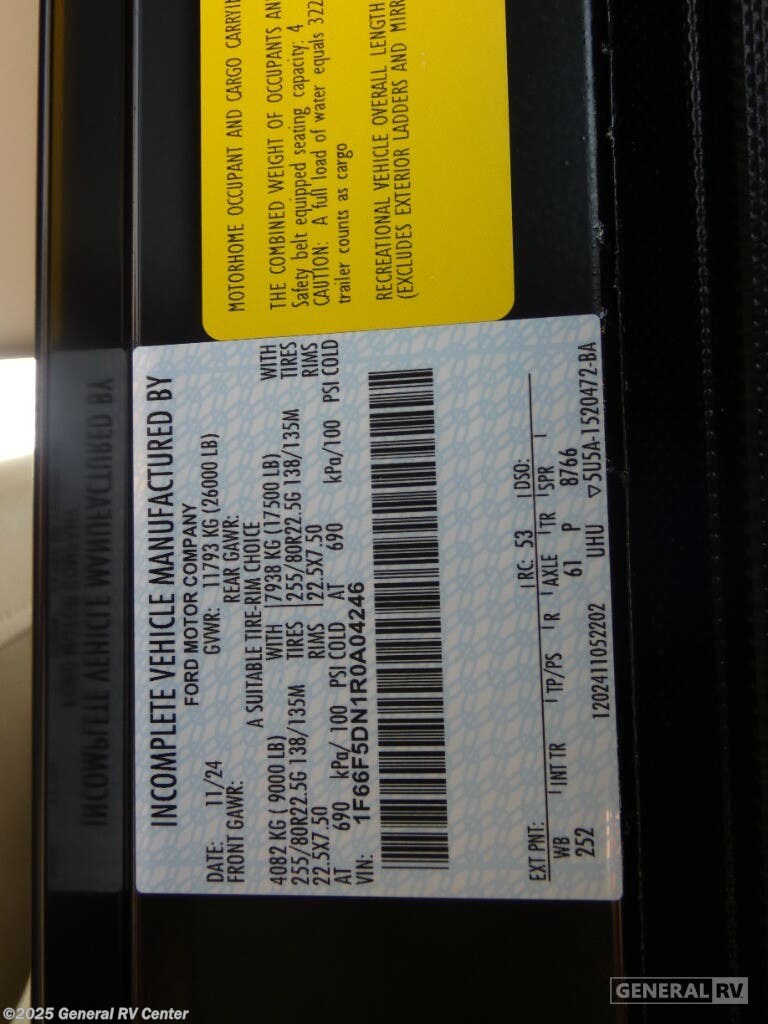 INCOMPLETE VEHICLE MANUFACTURED BY
FORD MOTOR COMPANY
DATE: 11/24 GVWR: 11793 KG (26000 LB)
FRONT GAWR: REAR GAWR:
A SUITABLE TIRE-RIM CHOICE
4082 KG ( 9000 LB) WITH 7938 KG (17500 LB) WITH
255/80R22.5G 138/135M TIRES 255/80R22.5G 138/135M TIRES
22.5X7.50 RIMS 22.5X7.50 RIMS
AT 690 kPa/ 100 PSI COLD AT 690 kPa/100 PSI COLD
VIN: 1F66F5DN1R0A04246
EXT PNT: RC: 53 DSO:
WB INT TR TP/PS R AXLE TR SPR
252 61 P 8766
UHU
1202411052202 ▽5U5A-1520472-BA
MOTORHOME OCCUPANT AND CARGO
THE COMBINED WEIGHT OF OCCUPANTS
Safety belt equipped seating capacity: 4
CAUTION: A full load of water equals
trailer counts as cargo
RECREATIONAL VEHICLE OVERALL LENGTH
(EXCLUDES EXTERIOR LADDERS AND
©2025 General RV Center
GENERAL RV